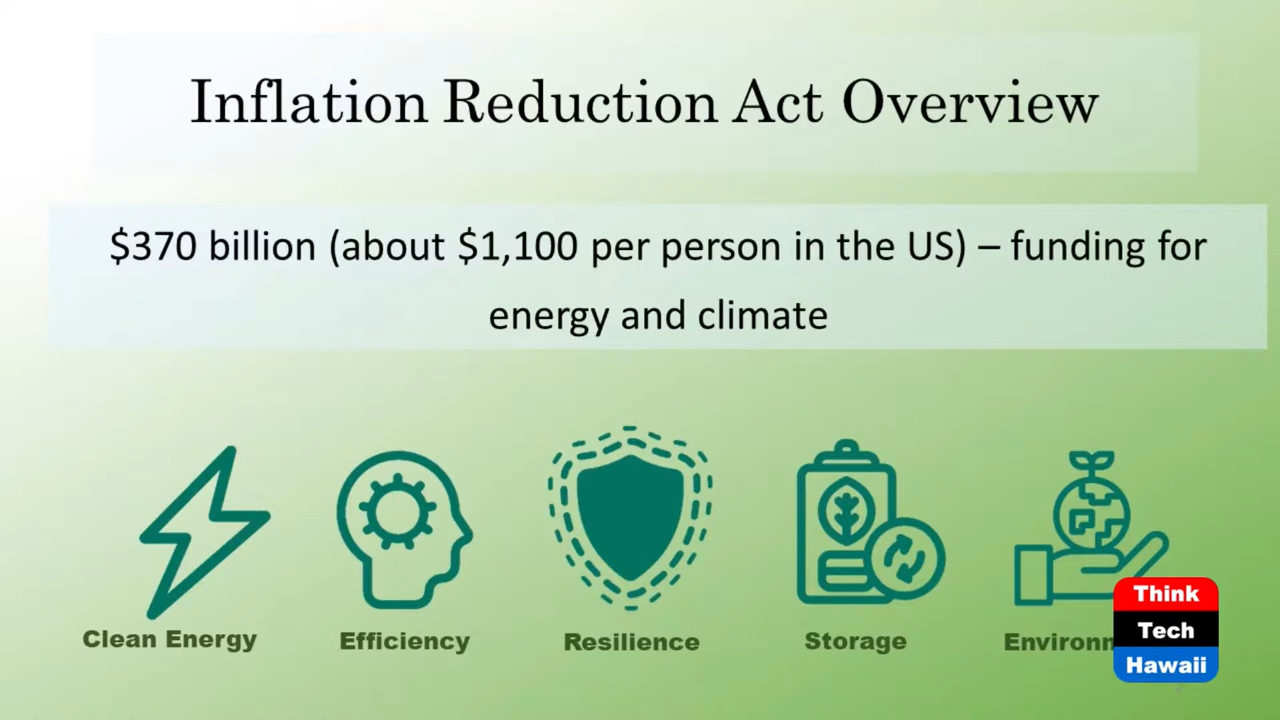 Inflation Reduction Act Overview
$370 billion (about $1,100 per person in the US) – funding for
energy and climate
Clean Energy
Efficiency
Resilience
Storage
Think
Tech
Hawaii